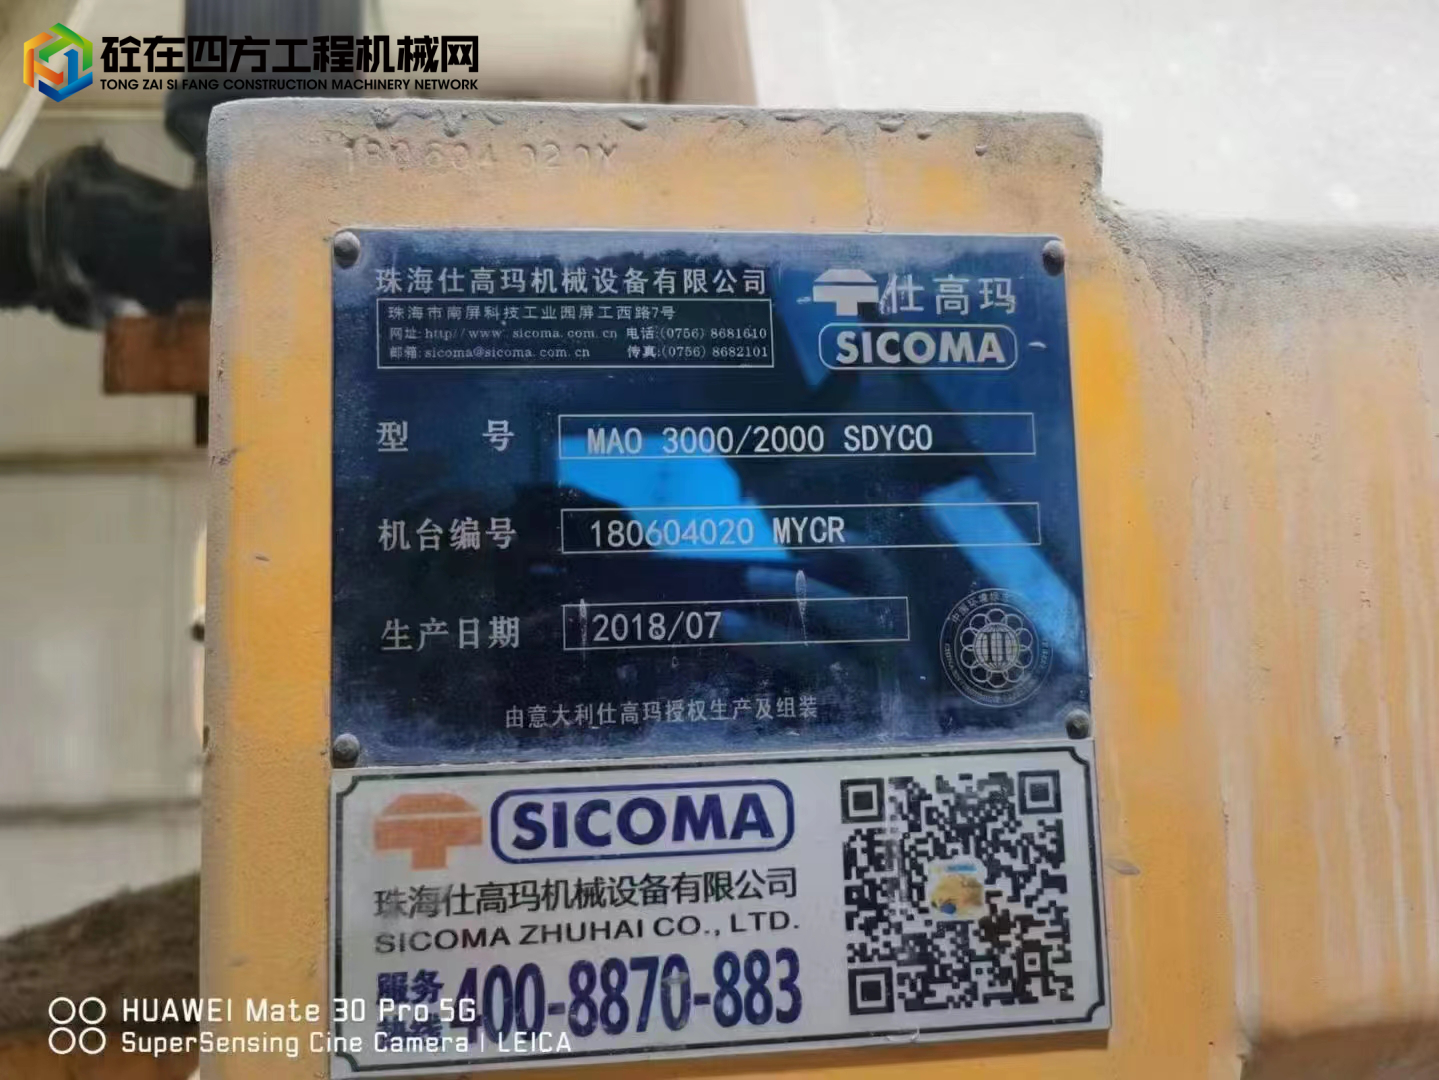 砼在四方工程机械网
TONG ZAI SI FANG CONSTRUCTION MACHINERY NETWORK
180604 020X
珠海仕高玛机械设备有限公司
珠海市南屏科技工业园屏工西路7号
网址:http//www.sicoma.com.cn 电话:(0756) 8681610
邮箱:sicoma@sicoma.com.cn 传真:(0756) 8682101
仕高玛
SICOMA
型 号 MAO 3000/2000 SDYCO
机台编号 180604020 MYCR
生产日期 2018/07
由意大利仕高玛授权生产及组装
SICOMA
珠海仕高玛机械设备有限公司
SICOMA ZHUHAI CO., LTD.
服务热线 400-8870-883
HUAWEI Mate 30 Pro 5G
SuperSensing Cine Camera | LEICA